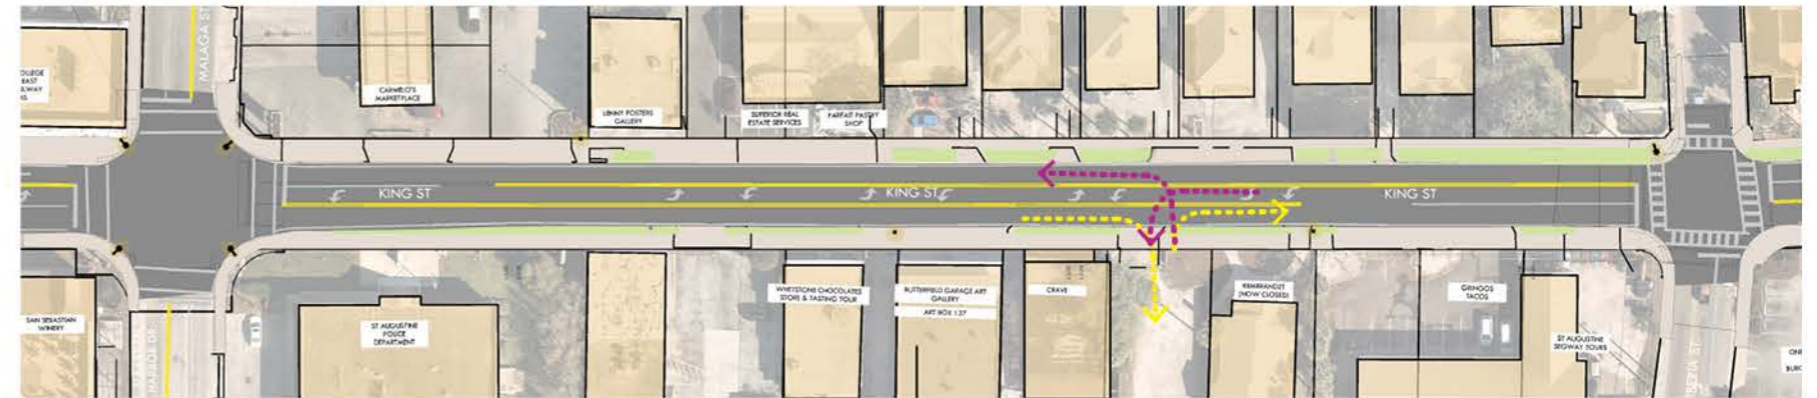 MALAGA ST
CARMELO'S
MARKETPLACE
LENNY FOSTERS
GALLERY
SUPERIOR REAL
ESTATE SERVICES
PARFAIT PASTRY
SHOP
KING ST
KING ST
KING ST
SAN SEBASTIAN
WINERY
ST AUGUSTINE
POLICE
DEPARTMENT
WHETSTONE CHOCOLATES
STORE & TASTING TOUR
BUTTERFIELD GARAGE ART
GALLERY
ART BOX 137
CRAVE
REMBRANDTZ
(NOW CLOSED)
GRINGOS
TACOS
ST AUGUSTINE
SEGWAY TOURS